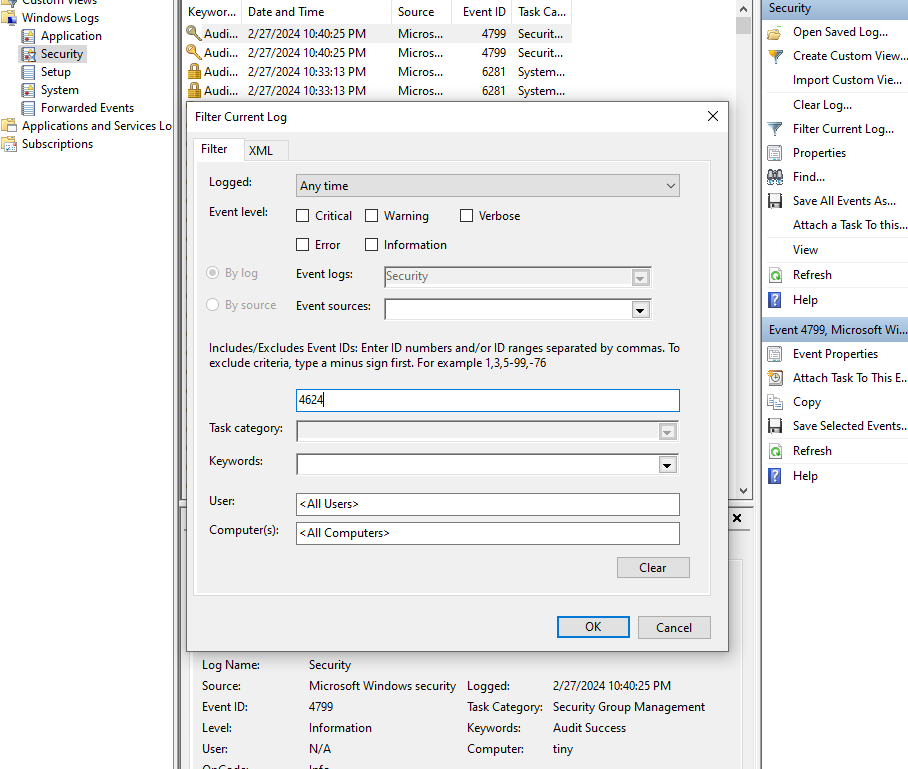 Custom Views
Windows Logs
Application
Security
Setup
System
Forwarded Events
Applications and Services Lo
Subscriptions
Keywor... Date and Time Source Event ID Task Ca...
Audi... 2/27/2024 10:40:25 PM Micros... 4799 Securit...
Audi... 2/27/2024 10:40:25 PM Micros... 4799 Securit...
Audi... 2/27/2024 10:33:13 PM Micros... 6281 System...
Audi... 2/27/2024 10:33:13 PM Micros... 6281 System...
Filter Current Log
Filter XML
Logged: Any time
Event level: Critical Warning Verbose
Error Information
By log Event logs: Security
By source Event sources:
Includes/Excludes Event IDs: Enter ID numbers and/or ID ranges separated by commas. To
exclude criteria, type a minus sign first. For example 1,3,5-99,-76
4624
Task category:
Keywords:
User: <All Users>
Computer(s): <All Computers>
Clear
OK Cancel
Log Name: Security
Source: Microsoft Windows security Logged: 2/27/2024 10:40:25 PM
Event ID: 4799 Task Category: Security Group Management
Level: Information Keywords: Audit Success
User: N/A Computer: tiny
OpCode: Info
Security
Open Saved Log...
Create Custom View...
Import Custom Vie...
Clear Log...
Filter Current Log...
Properties
Find...
Save All Events As...
Attach a Task To this...
View
Refresh
Help
Event 4799, Microsoft Wi...
Event Properties
Attach Task To This E...
Copy
Save Selected Events...
Refresh
Help